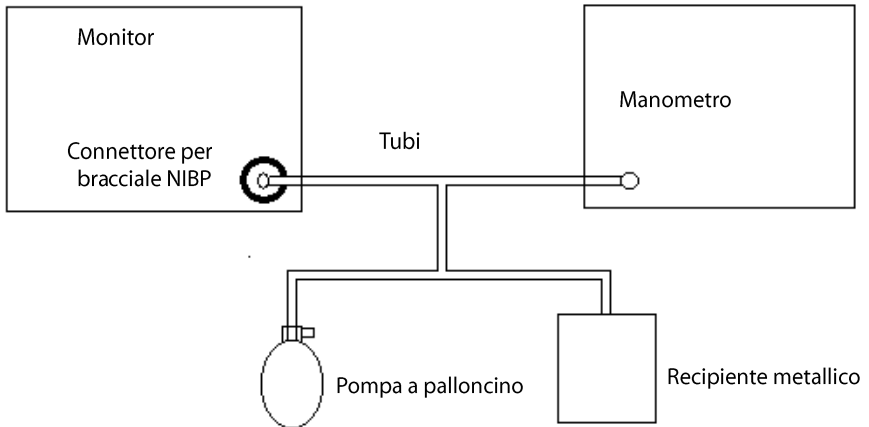 Monitor
Manometro
Tubi
Connettore per
bracciale NIBP
Pompa a palloncino
Recipiente metallico